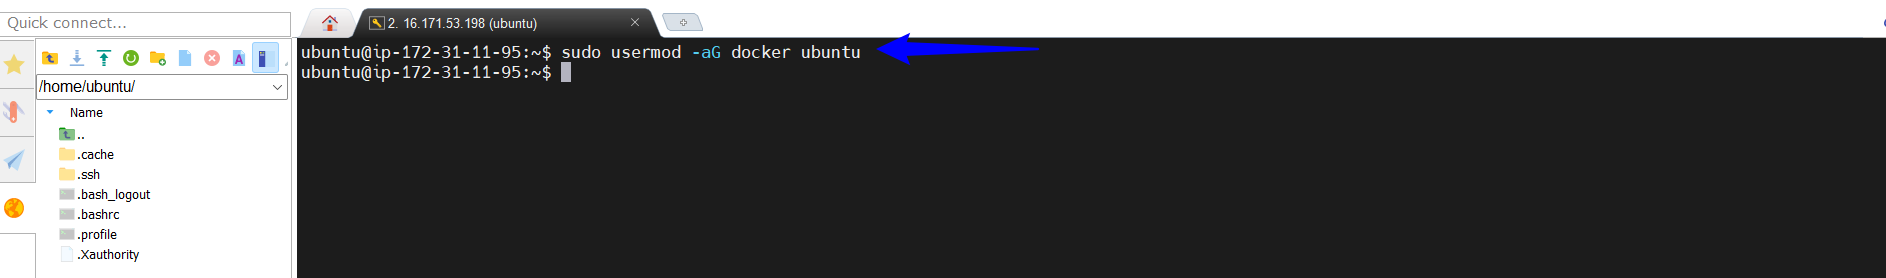 Quick connect...
2. 16.171.53.198 (ubuntu)
/home/ubuntu/
Name
..
.cache
.ssh
.bash_logout
.bashrc
.profile
.Xauthority
ubuntu@ip-172-31-11-95:~$ sudo usermod -aG docker ubuntu
ubuntu@ip-172-31-11-95:~$